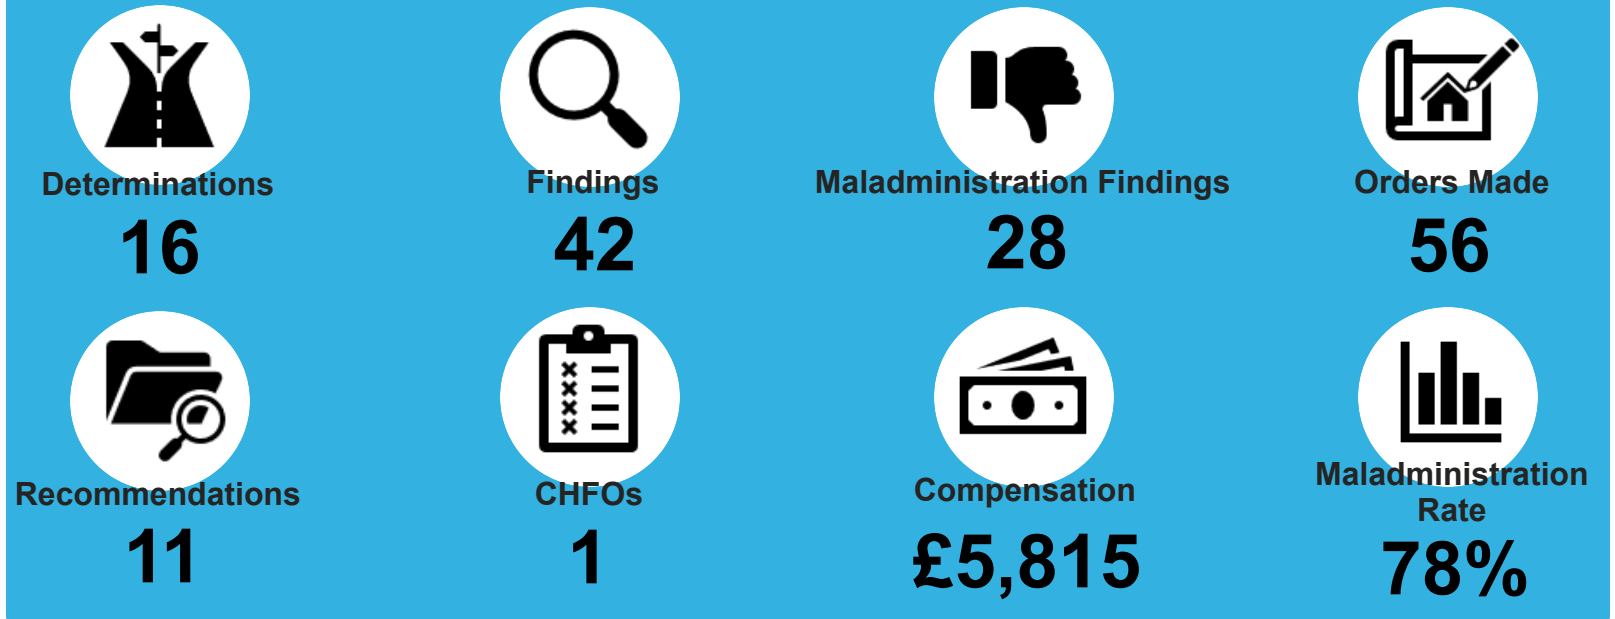 Determinations
16
Findings
42
Maladministration Findings
28
Orders Made
56
Recommendations
11
CHFOs
1
Compensation
£5,815
Maladministration
Rate
78%